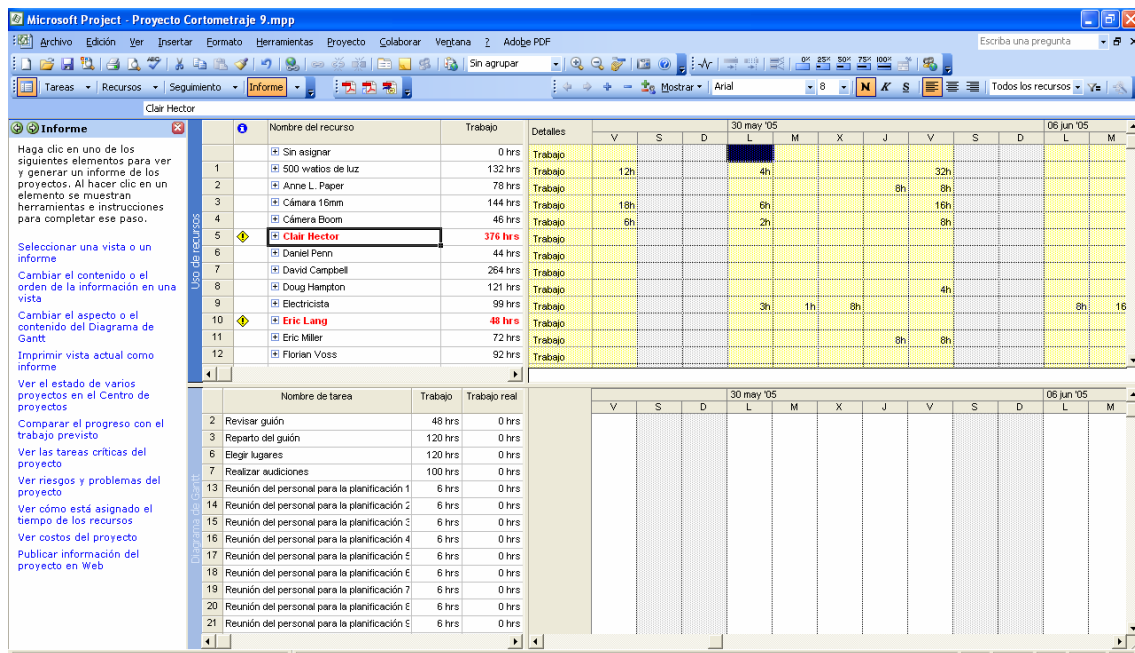 Microsoft Project - Proyecto Cortometraje 9.mpp
Archivo Edición Ver Insertar Formato Herramientas Proyecto Colaborar Ventana ? Adobe PDF Escriba una pregunta
Sin agrupar 0% 25% 50% 75% 100%
Tareas Recursos Seguimiento Informe Mostrar Arial 8 N K S Todos los recursos
Clair Hector
Informe
Haga clic en uno de los
siguientes elementos para ver
y generar un informe de los
proyectos. Al hacer clic en un
elemento se muestran
herramientas e instrucciones
para completar ese paso.
Seleccionar una vista o un
informe
Cambiar el contenido o el
orden de la información en una
vista
Cambiar el aspecto o el
contenido del Diagrama de
Gantt
Imprimir vista actual como
informe
Ver el estado de varios
proyectos en el Centro de
proyectos
Comparar el progreso con el
trabajo previsto
Ver las tareas críticas del
proyecto
Ver riesgos y problemas del
proyecto
Ver cómo está asignado el
tiempo de los recursos
Ver costos del proyecto
Publicar información del
proyecto en Web
Uso de recursos
Nombre del recurso Trabajo Detalles 30 may '05 06 jun '05
V S D L M X J V S D L M
Sin asignar 0 hrs Trabajo
1 500 watios de luz 132 hrs Trabajo 12h 4h 32h
2 Anne L. Paper 78 hrs Trabajo 8h 8h
3 Cámara 16mm 144 hrs Trabajo 18h 6h 16h
4 Cámera Boom 46 hrs Trabajo 6h 2h 8h
5 Clair Hector 376 hrs Trabajo
6 Daniel Penn 44 hrs Trabajo
7 David Campbell 264 hrs Trabajo
8 Doug Hampton 121 hrs Trabajo 4h
9 Electricista 99 hrs Trabajo 3h 1h 8h 8h 16
10 Eric Lang 48 hrs Trabajo
11 Eric Miller 72 hrs Trabajo 8h 8h
12 Florian Voss 92 hrs Trabajo
Diagrama de Gantt
Nombre de tarea Trabajo Trabajo real 30 may '05 06 jun '05
V S D L M X J V S D L M
2 Revisar guión 48 hrs 0 hrs
3 Reparto del guión 120 hrs 0 hrs
6 Elegir lugares 120 hrs 0 hrs
7 Realizar audiciones 100 hrs 0 hrs
13 Reunión del personal para la planificación 1 6 hrs 0 hrs
14 Reunión del personal para la planificación 2 6 hrs 0 hrs
15 Reunión del personal para la planificación 3 6 hrs 0 hrs
16 Reunión del personal para la planificación 4 6 hrs 0 hrs
17 Reunión del personal para la planificación 5 6 hrs 0 hrs
18 Reunión del personal para la planificación 6 6 hrs 0 hrs
19 Reunión del personal para la planificación 7 6 hrs 0 hrs
20 Reunión del personal para la planificación 8 6 hrs 0 hrs
21 Reunión del personal para la planificación 9 6 hrs 0 hrs